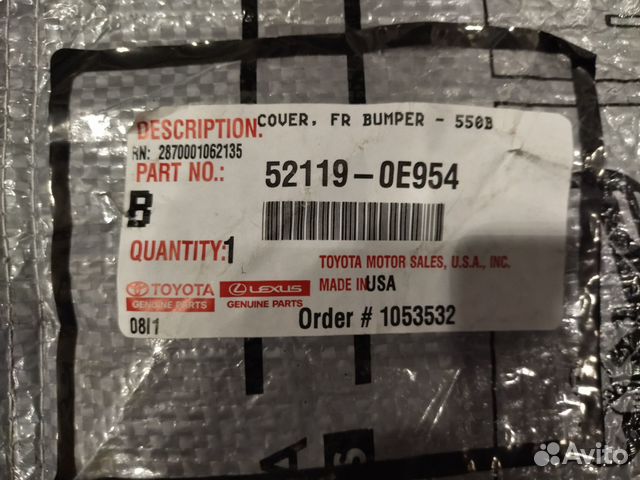 DESCRIPTION: COVER, FR BUMPER - 550B
RN: 2870001062135
PART NO.: 52119-0E954
B
QUANTITY: 1
TOYOTA MOTOR SALES, U.S.A., INC.
MADE IN USA
TOYOTA
GENUINE PARTS
LEXUS
GENUINE PARTS
08I1
Order # 1053532
A
S
Avito